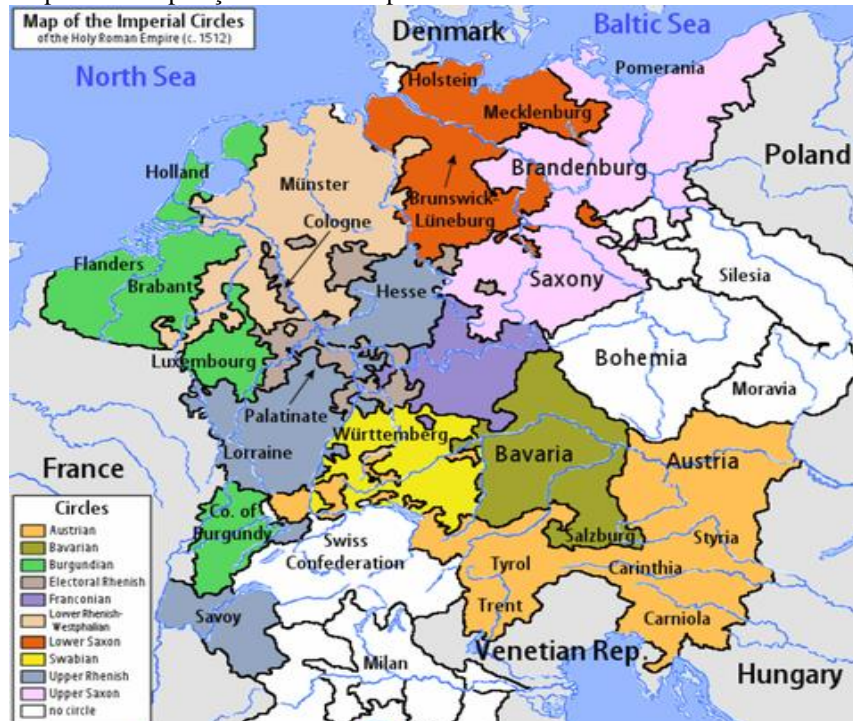 Map of the Imperial Circles
of the Holy Roman Empire (c. 1512)
Denmark
Baltic Sea
North Sea
Pomerania
Holstein
Mecklenburg
Poland
Brandenburg
Holland
Münster
Brunswick-
Lüneburg
Cologne
Flanders
Brabant
Hesse
Saxony
Silesia
Luxembourg
Bohemia
Moravia
Palatinate
Lorraine
Württemberg
Bavaria
Austria
France
Circles
Austrian
Bavarian
Burgundian
Electoral Rhenish
Franconian
Lower Rhenish-
Westphalian
Lower Saxon
Swabian
Upper Rhenish
Upper Saxon
no circle
Co. of
Burgundy
Swiss
Confederation
Salzburg
Styria
Tyrol
Carinthia
Trent
Carniola
Savoy
Milan
Venetian Rep.
Hungary